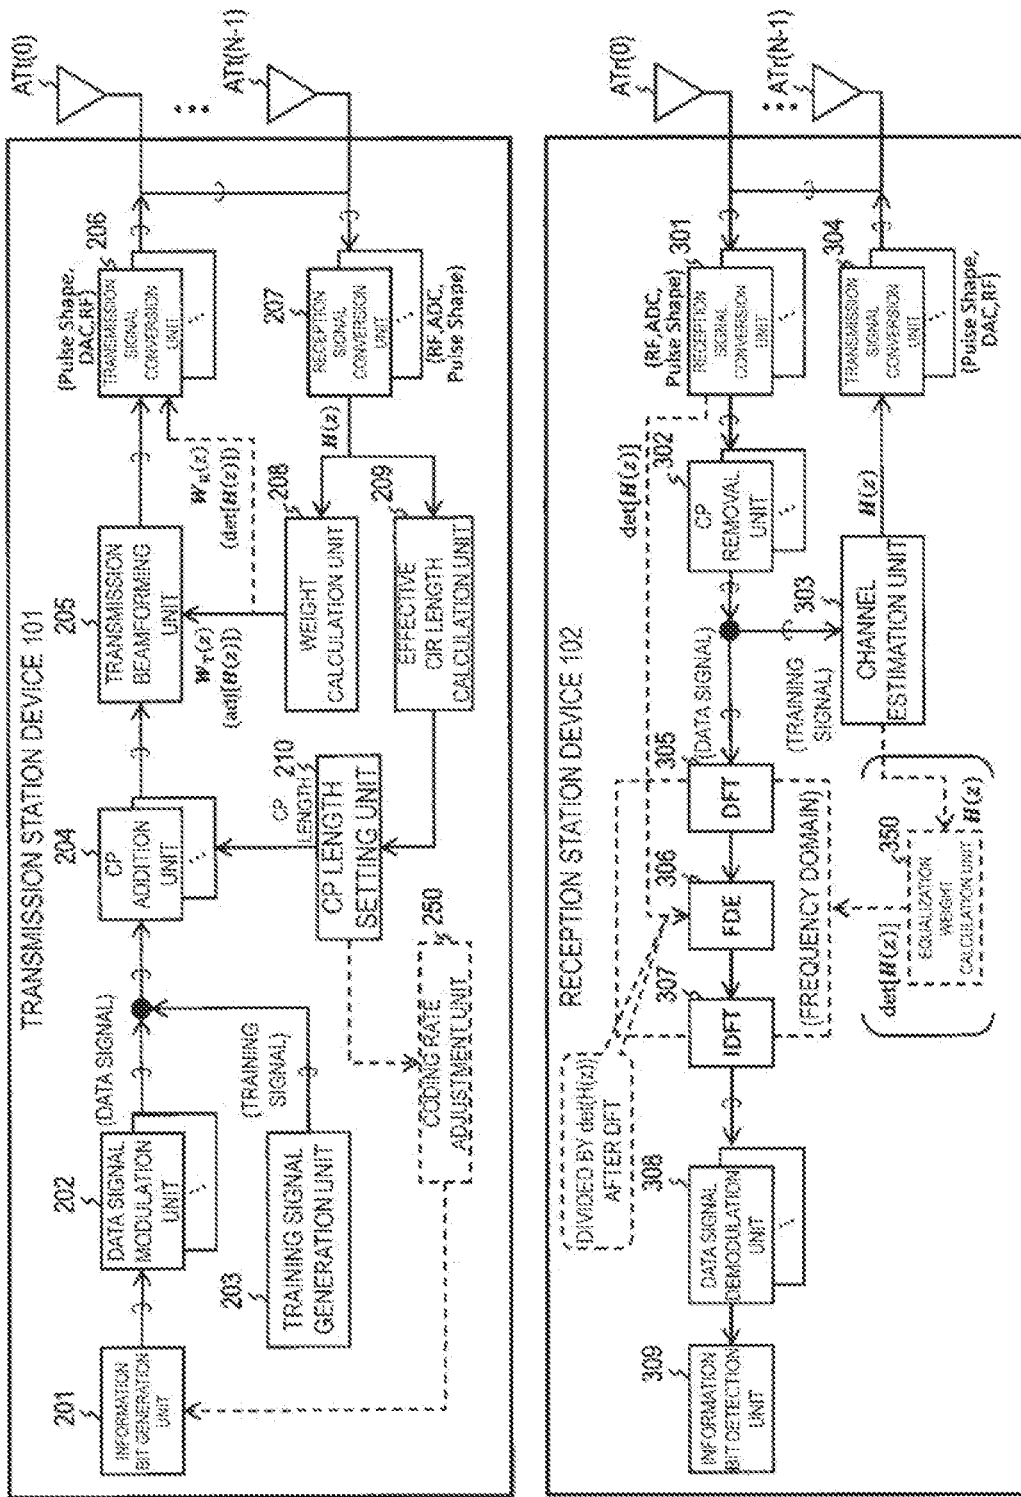 TRANSMISSION STATION DEVICE 101
201
INFORMATION
BIT GENERATION
UNIT
202
DATA SIGNAL
MODULATION
UNIT
(DATA SIGNAL)
203
TRAINING SIGNAL
GENERATION UNIT
(TRAINING
SIGNAL)
204
CP
ADDITION
UNIT
205
TRANSMISSION
BEAMFORMING
UNIT
(Pulse Shape,
DAC,RF)
206
TRANSMISSION
SIGNAL
CONVERSION
UNIT
ATt(0)
...
ATt(N-1)
207
RECEPTION
SIGNAL
CONVERSION
UNIT
(RF,ADC,
Pulse Shape)
H(z)
WT(z)
(adj[H(z)])
WR(z)
(det[H(z)])
208
WEIGHT
CALCULATION UNIT
209
EFFECTIVE
CIR LENGTH
CALCULATION UNIT
CP
LENGTH
210
CP LENGTH
SETTING UNIT
250
CODING RATE
ADJUSTMENT UNIT
RECEPTION STATION DEVICE 102
ATr(0)
...
ATr(N-1)
(RF,ADC,
Pulse Shape)
301
RECEPTION
SIGNAL
CONVERSION
UNIT
det[H(z)]
302
CP
REMOVAL
UNIT
(DATA SIGNAL)
(TRAINING
SIGNAL)
303
CHANNEL
ESTIMATION UNIT
H(z)
304
TRANSMISSION
SIGNAL
CONVERSION
UNIT
(Pulse Shape,
DAC,RF)
305
DFT
306
FDE
307
IDFT
(FREQUENCY DOMAIN)
det[H(z)]
350
EQUALIZATION
WEIGHT
CALCULATION UNIT
H(z)
(DIVIDED BY det(H(z))
AFTER DFT
308
DATA SIGNAL
DEMODULATION
UNIT
309
INFORMATION
BIT DETECTION
UNIT